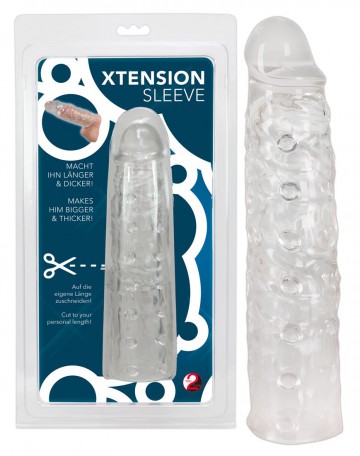 XTENSION
SLEEVE
MACHT
IHN LÄNGER
& DICKER!
MAKES
HIM BIGGER
& THICKER!
Auf die
eigene Länge
zuschneiden!
Cut to your
personal length!